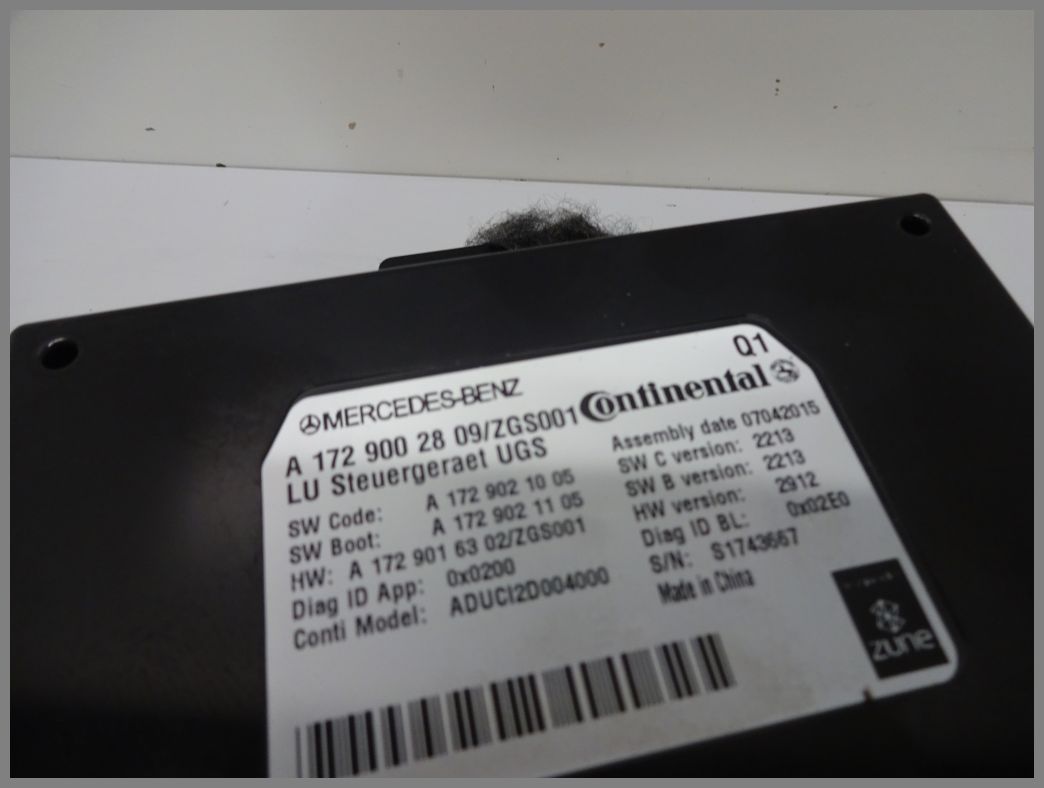 Q1
MERCEDES-BENZ
Continental
A 172 900 28 09/ZGS001
LU Steuergeraet UGS
SW Code: A 172 902 10 05
SW Boot: A 172 902 11 05
HW: A 172 901 63 02/ZGS001
Diag ID App: 0x0200
Conti Model: ADUCI2D004000
Assembly date 07042015
SW C version: 2213
SW B version: 2213
HW version: 2912
Diag ID BL: 0x02E0
S/N: S1743667
Made in China
zune